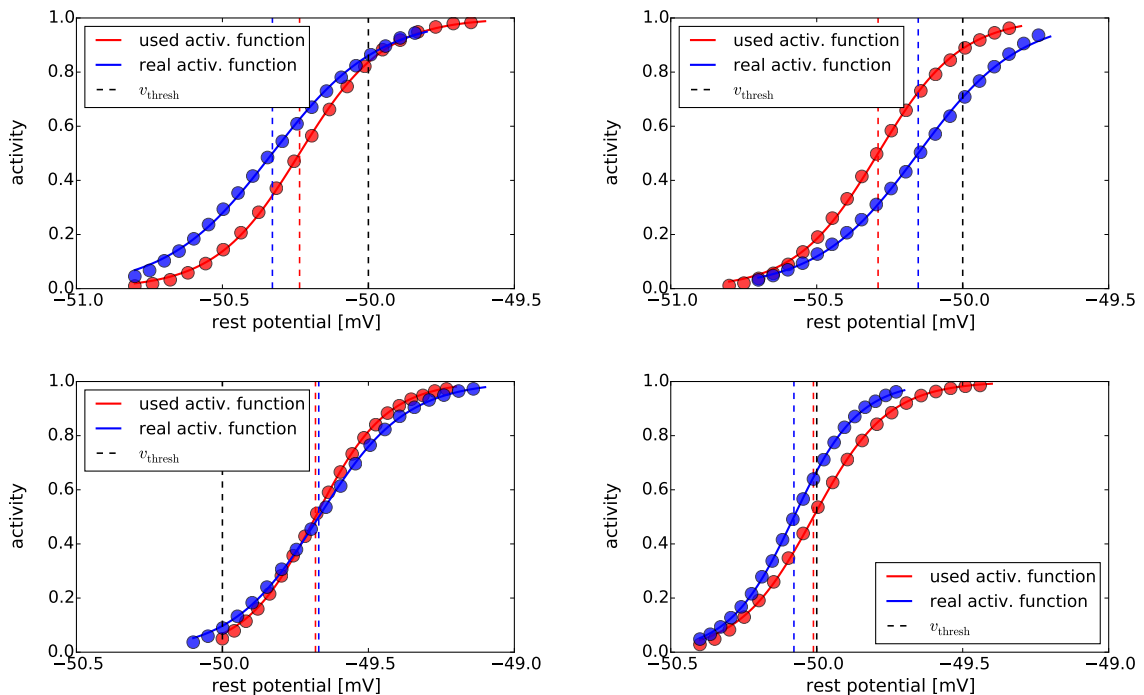 1.0
0.8
0.6
0.4
0.2
0.0
activity
used activ. function
real activ. function
v_thresh
−51.0
−50.5
−50.0
−49.5
rest potential [mV]
1.0
0.8
0.6
0.4
0.2
0.0
activity
used activ. function
real activ. function
v_thresh
−51.0
−50.5
−50.0
−49.5
rest potential [mV]
1.0
0.8
0.6
0.4
0.2
0.0
activity
used activ. function
real activ. function
v_thresh
−50.5
−50.0
−49.5
−49.0
rest potential [mV]
1.0
0.8
0.6
0.4
0.2
0.0
activity
used activ. function
real activ. function
v_thresh
−50.5
−50.0
−49.5
−49.0
rest potential [mV]